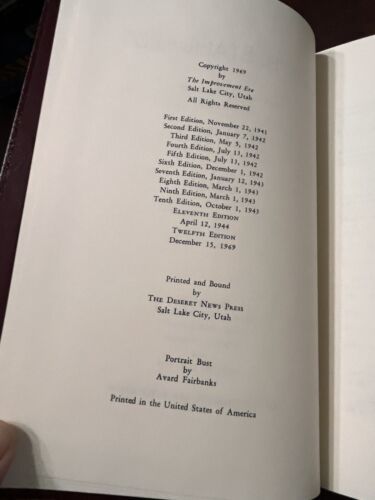 Copyright 1969
by
The Improvement Era
Salt Lake City, Utah
All Rights Reserved
First Edition, November 22, 1941
Second Edition, January 7, 1942
Third Edition, May 5, 1942
Fourth Edition, July 13, 1942
Fifth Edition, July 13, 1942
Sixth Edition, December 1, 1942
Seventh Edition, January 12, 1943
Eighth Edition, March 1, 1943
Ninth Edition, March 1, 1943
Tenth Edition, October 1, 1943
ELEVENTH EDITION
April 12, 1944
TWELFTH EDITION
December 15, 1969
Printed and Bound
by
THE DESERET NEWS PRESS
Salt Lake City, Utah
Portrait Bust
by
Avard Fairbanks
Printed in the United States of America